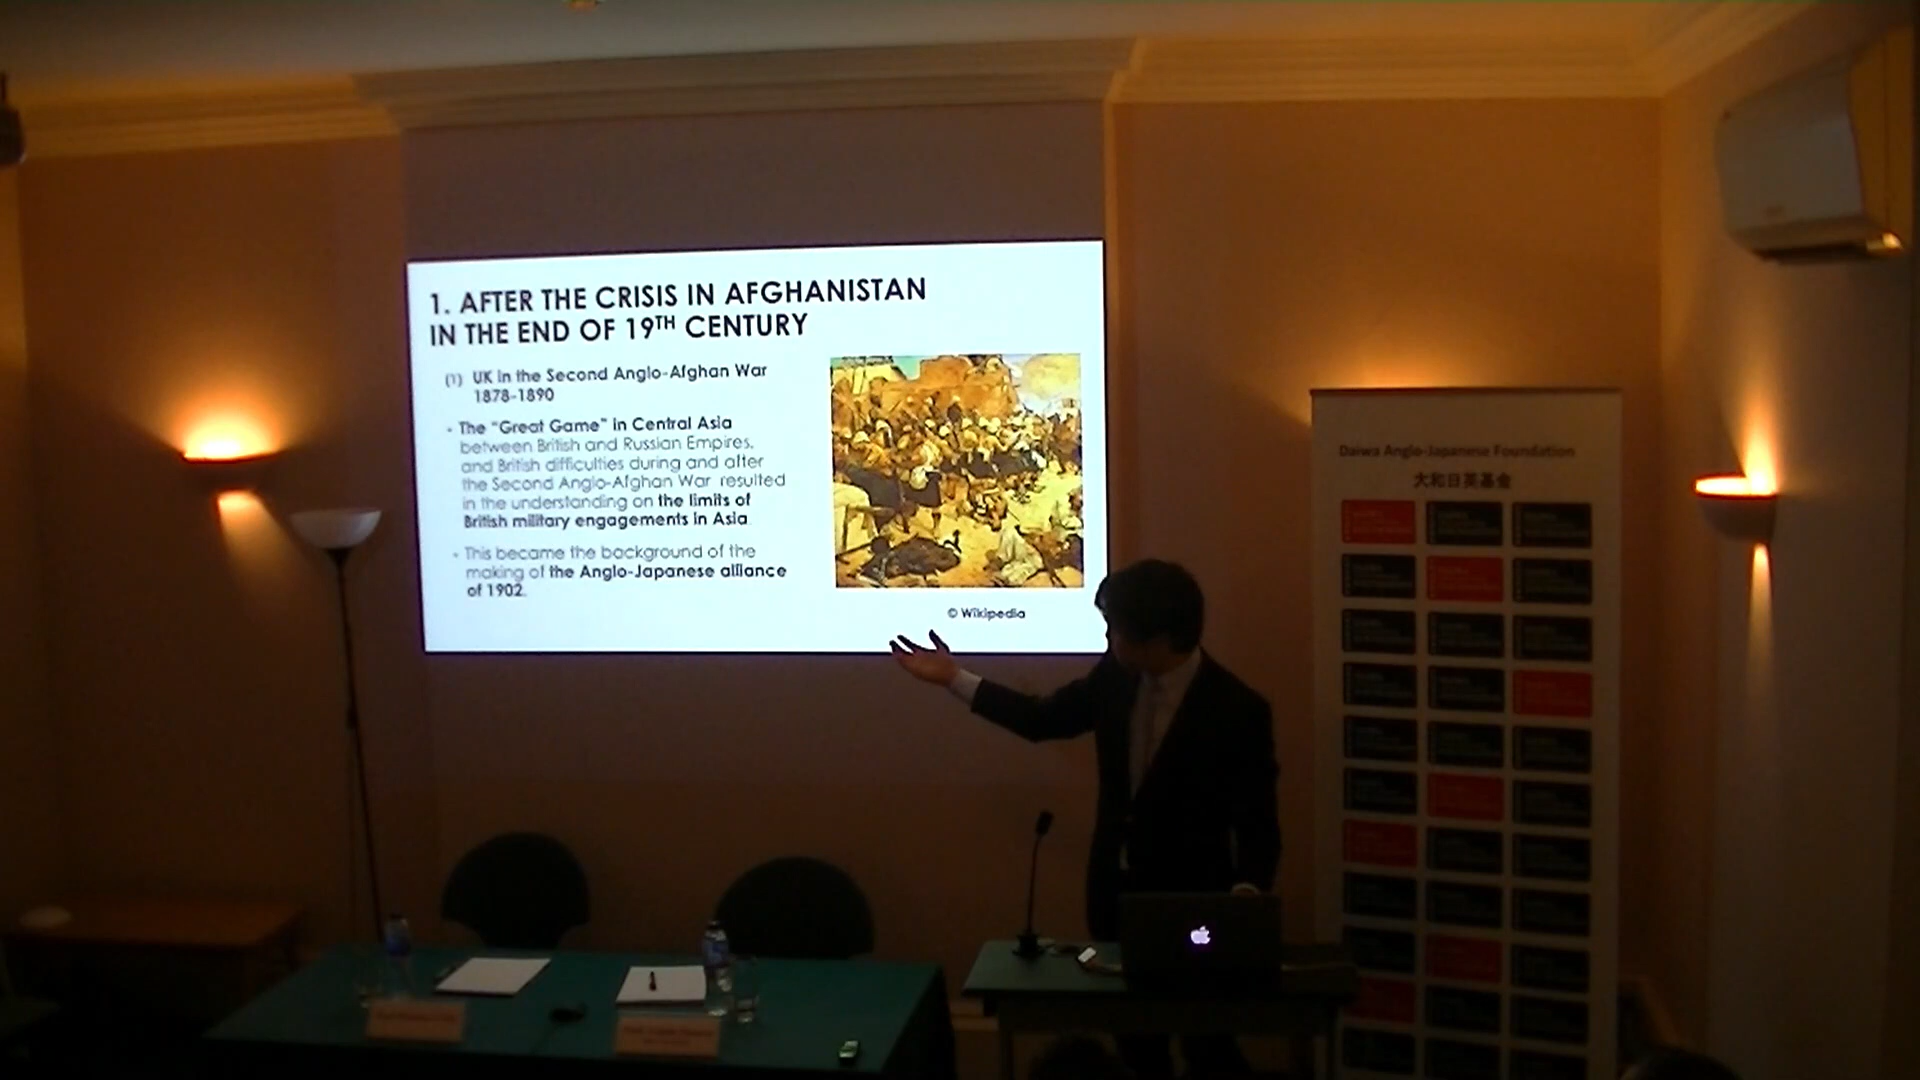 1. AFTER THE CRISIS IN AFGHANISTAN
IN THE END OF 19TH CENTURY
(1) UK in the Second Anglo-Afghan War
1878-1890
- The "Great Game" in Central Asia
between British and Russian Empires,
and British difficulties during and after
the Second Anglo-Afghan War resulted
in the understanding on the limits of
British military engagements in Asia.
- This became the background of the
making of the Anglo-Japanese alliance
of 1902.
© Wikipedia
Daiwa Anglo-Japanese Foundation
大和日英基金